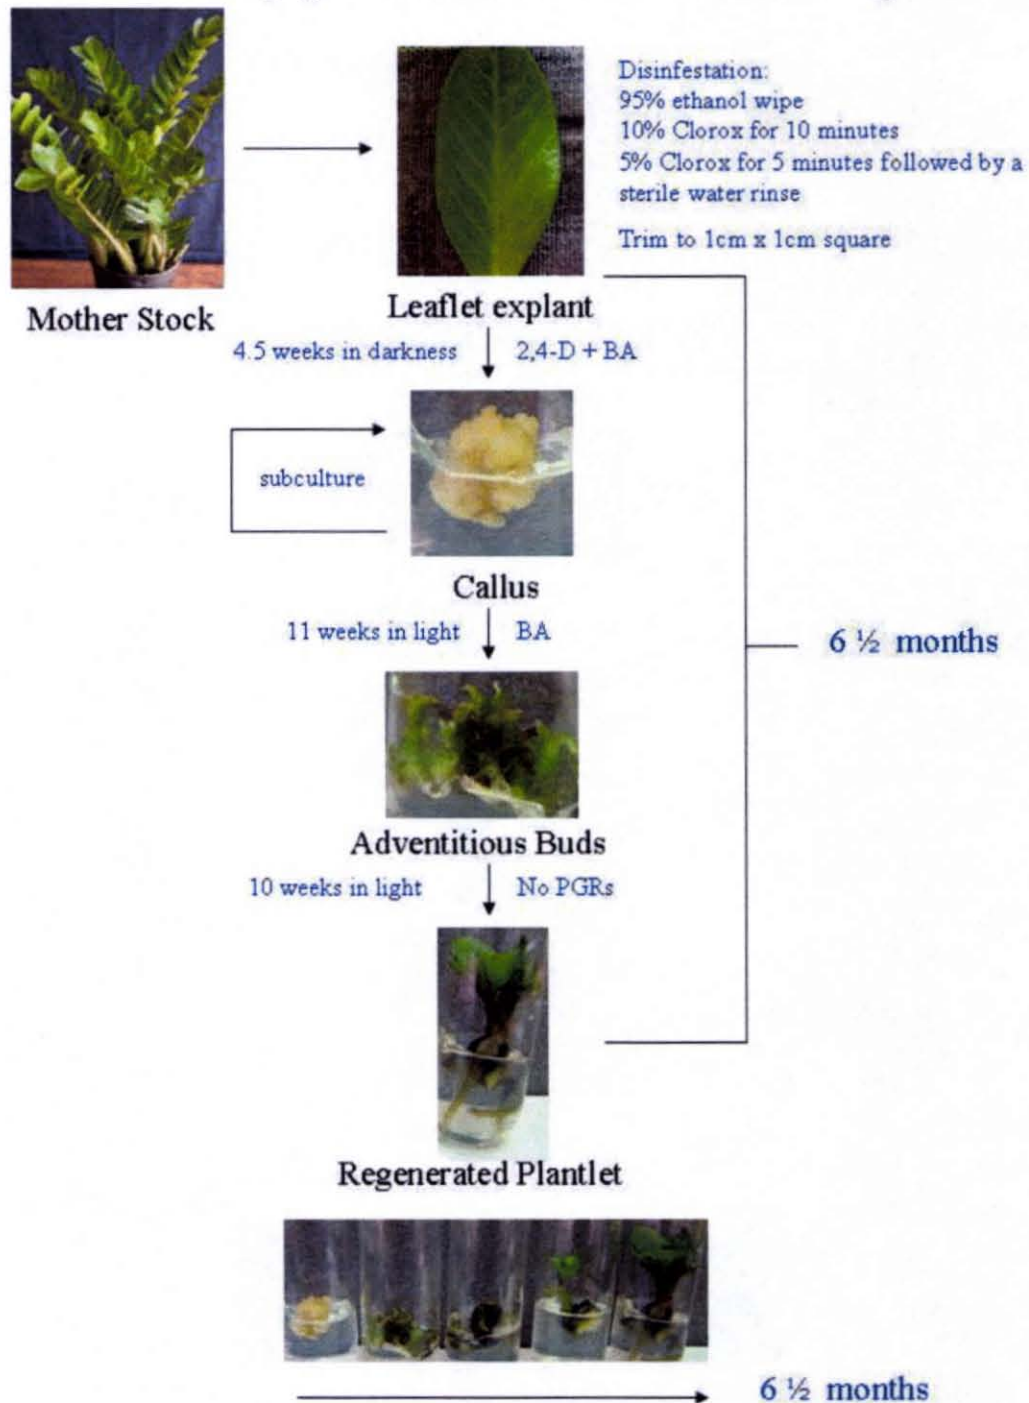 Disinfestation:
95% ethanol wipe
10% Clorox for 10 minutes
5% Clorox for 5 minutes followed by a
sterile water rinse
Trim to 1cm x 1cm square
Mother Stock
Leaflet explant
4.5 weeks in darkness
2,4-D + BA
subculture
Callus
11 weeks in light
BA
6 ½ months
Adventitious Buds
10 weeks in light
No PGRs
Regenerated Plantlet
6 ½ months